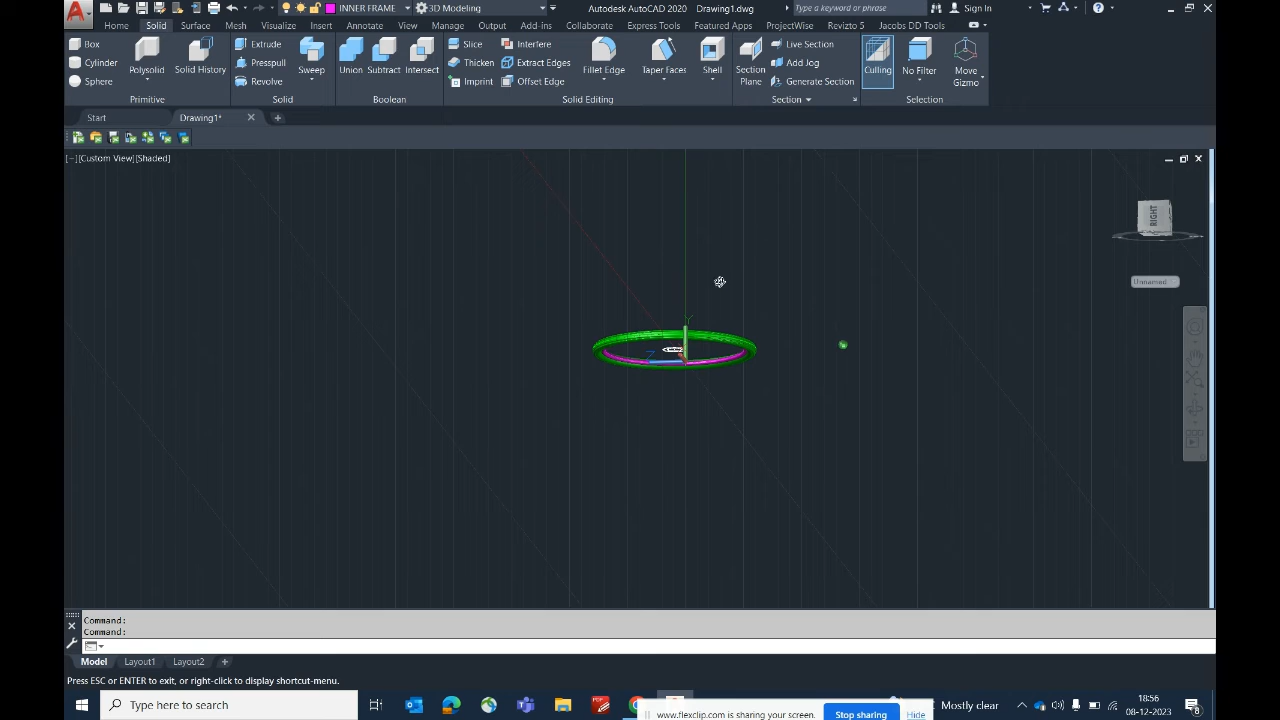 INNER FRAME
3D Modeling
Autodesk AutoCAD 2020 Drawing1.dwg
Type a keyword or phrase
Sign In
Home Solid Surface Mesh Visualize Insert Annotate View Manage Output Add-ins Collaborate Express Tools Featured Apps ProjectWise Revizto 5 Jacobs DD Tools
Box
Cylinder
Sphere
Polysolid
Solid History
Extrude
Presspull
Revolve
Sweep
Union Subtract Intersect
Slice
Thicken
Imprint
Interfere
Extract Edges
Offset Edge
Fillet Edge
Taper Faces
Shell
Section
Plane
Live Section
Add Jog
Generate Section
Culling
No Filter
Move
Gizmo
Primitive Solid Boolean Solid Editing Section Selection
Start Drawing1*
[−][Custom View][Shaded]
RIGHT
Unnamed
Y
Z
Command:
Command:
Model Layout1 Layout2
Press ESC or ENTER to exit, or right-click to display shortcut-menu.
Type here to search
www.flexclip.com is sharing your screen.
Stop sharing
Hide
Mostly clear
18:56
08-12-2023